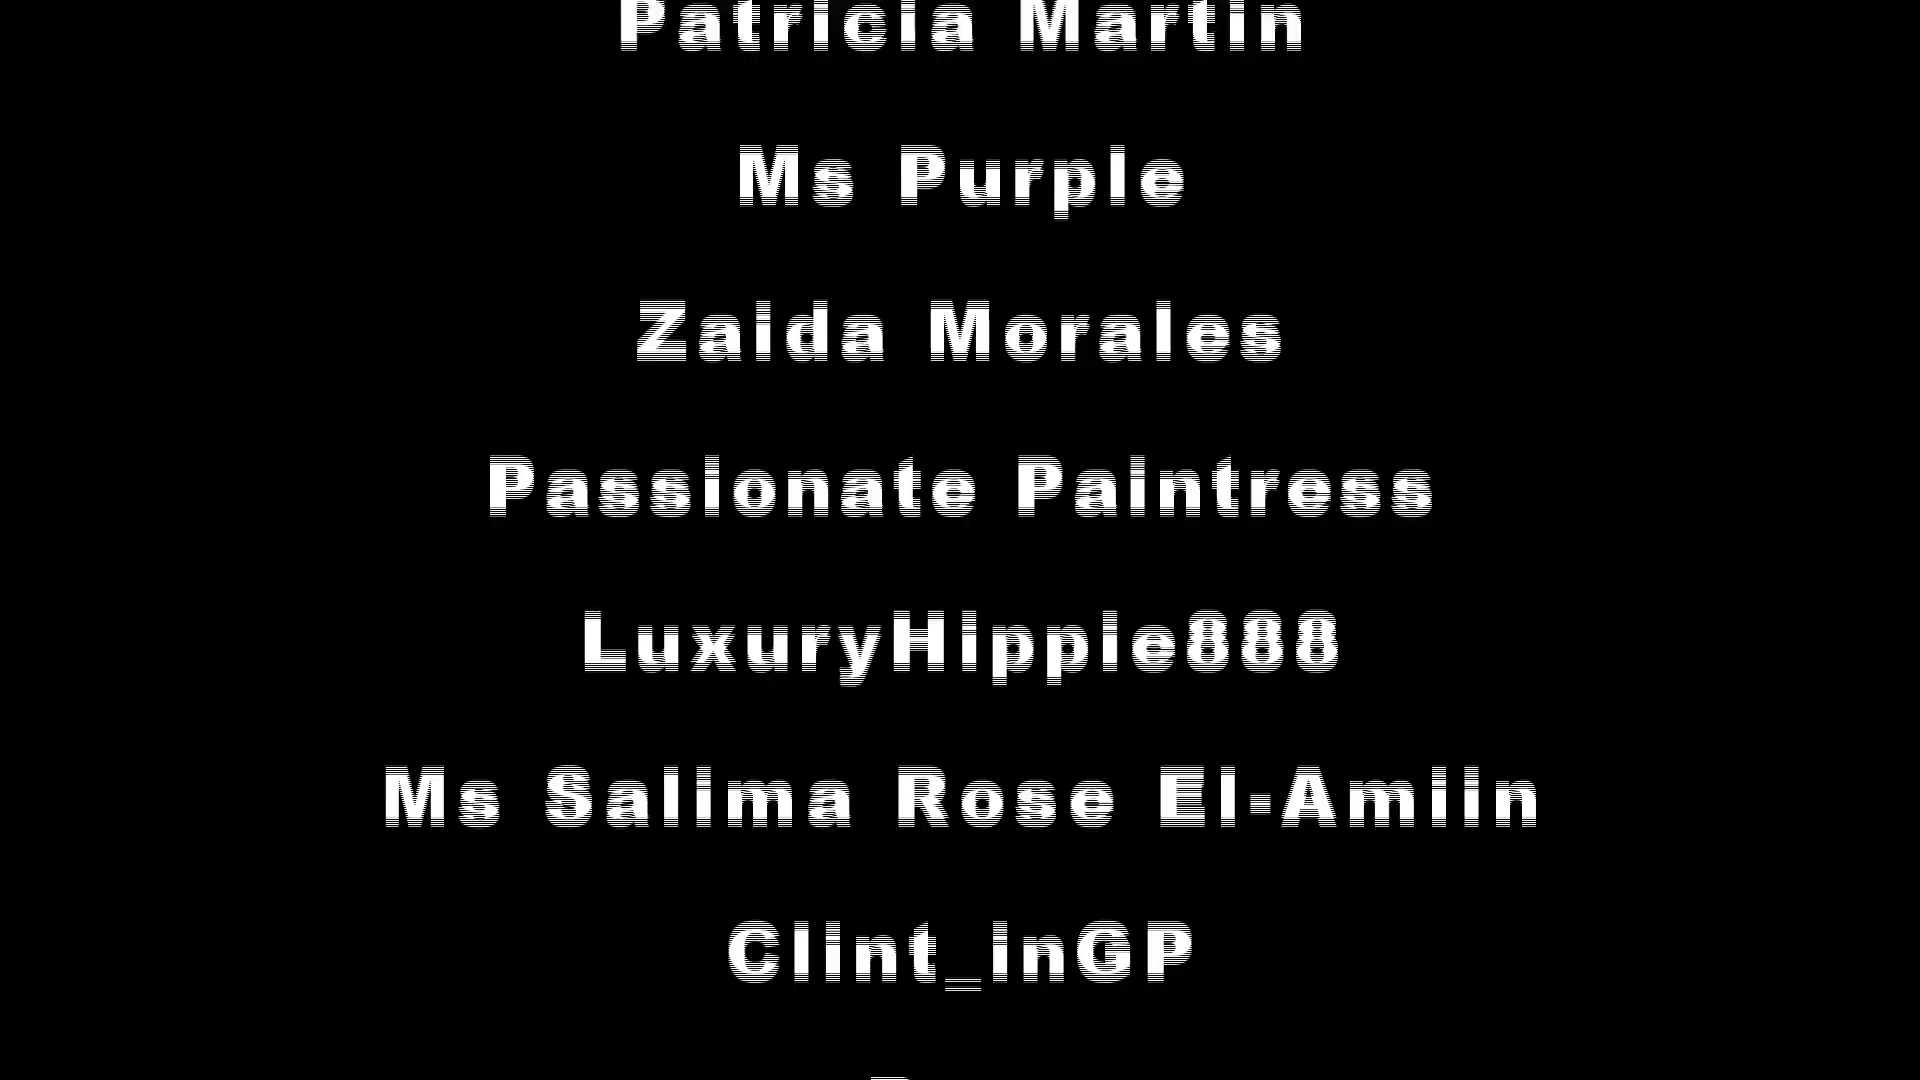 Patricia Martin
Ms Purple
Zaida Morales
Passionate Paintress
LuxuryHippie888
Ms Salima Rose El-Amiin
Clint_inGP